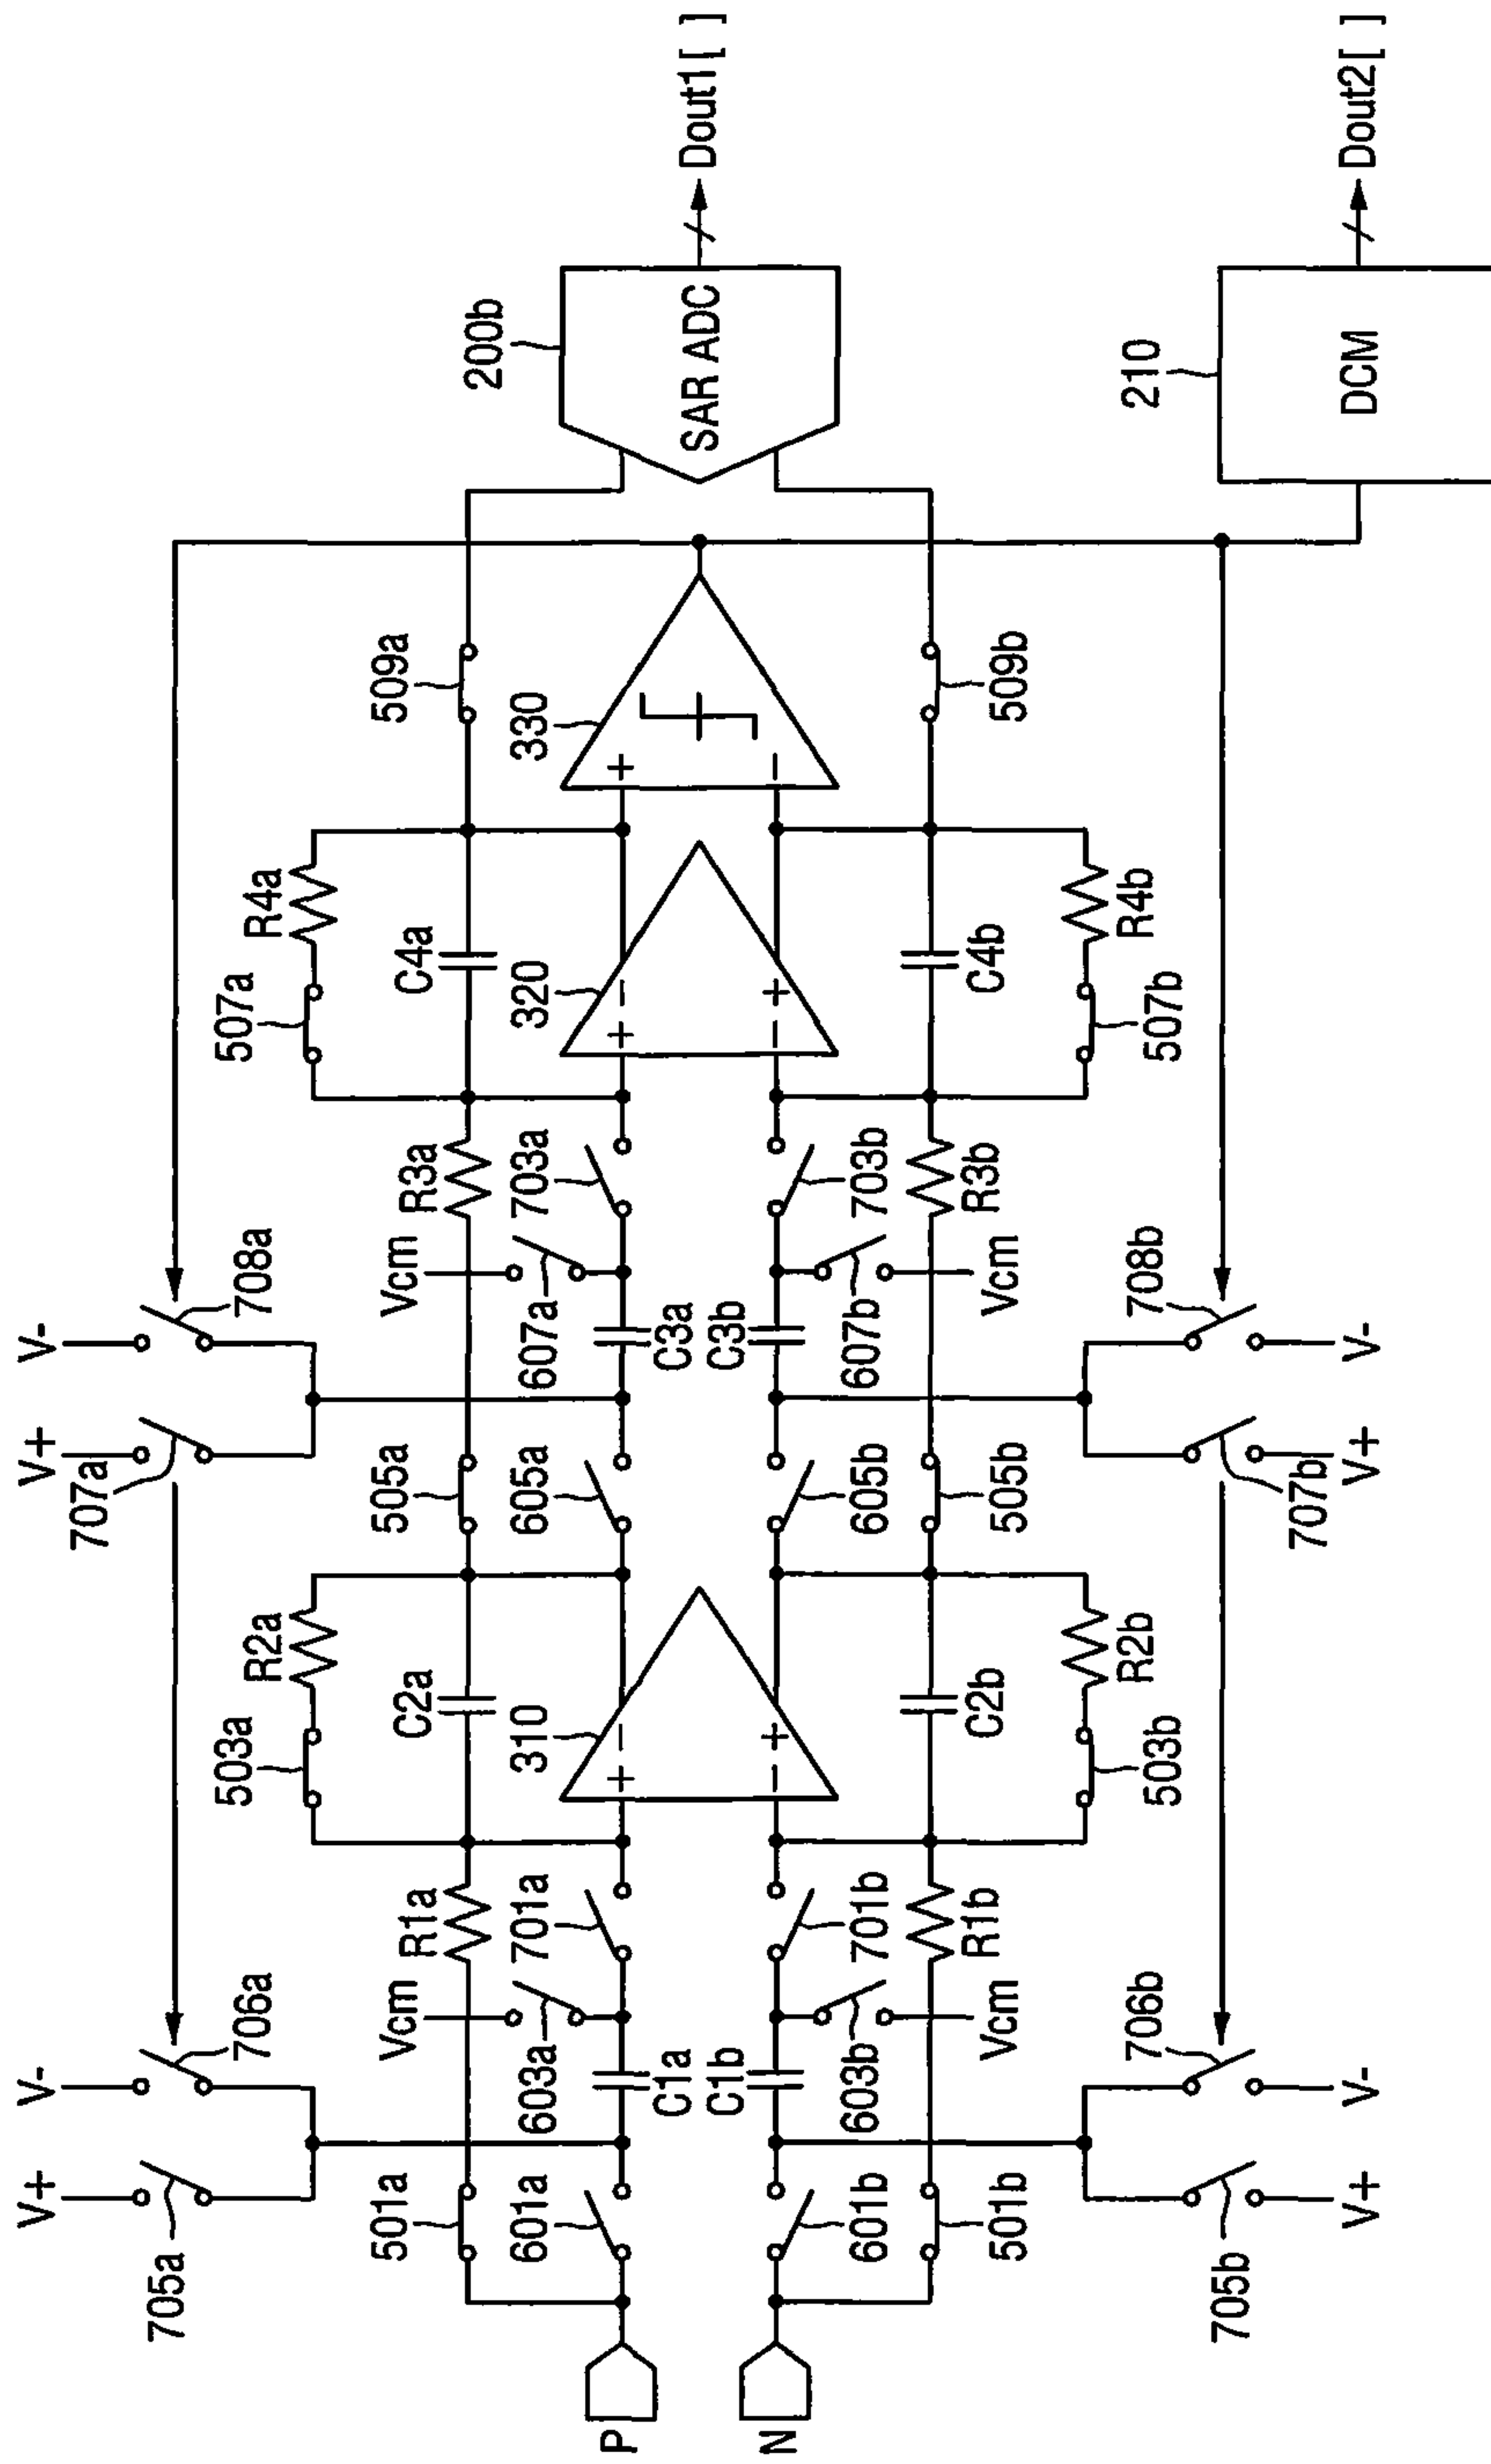 V+
V-
V+
V-
705a
706a
707a
708a
503a
R2a
507a
R4a
501a
R1a
C2a
505a
R3a
C4a
509a
200b
Vcm
Vcm
601a
603a
701a
310
605a
607a
703a
320
330
P
C1a
+
−
C3a
+
−
+
SAR ADC
Dout1[ ]
N
C1b
−
+
C3b
−
+
−
601b
603b
701b
605b
607b
703b
Vcm
Vcm
501b
R1b
C2b
505b
R3b
C4b
509b
503b
R2b
507b
R4b
210
705b
706b
707b
708b
DCM
Dout2[ ]
V+
V-
V+
V-